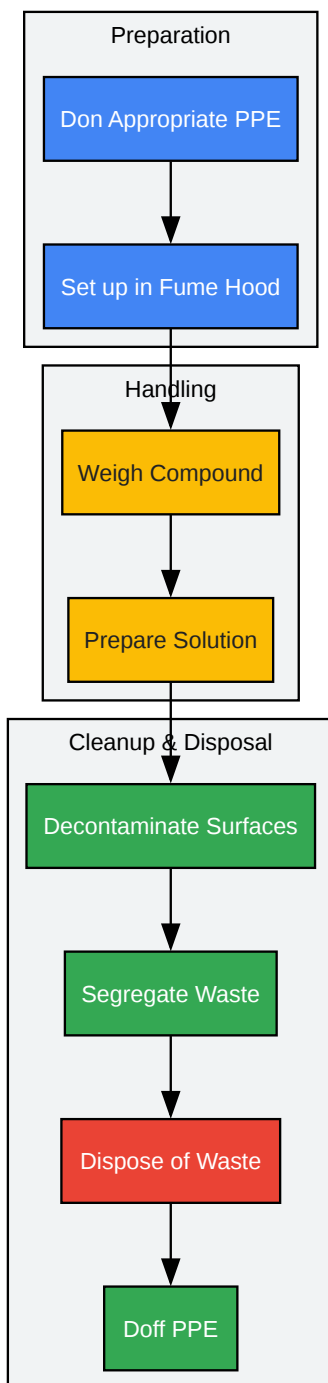 Preparation
Don Appropriate PPE
Set up in Fume Hood
Handling
Weigh Compound
Prepare Solution
Cleanup & Disposal
Decontaminate Surfaces
Segregate Waste
Dispose of Waste
Doff PPE